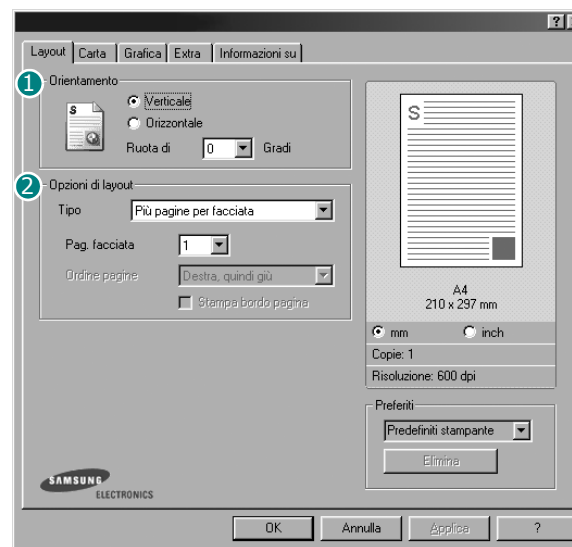 ?
Layout Carta Grafica Extra Informazioni su
1 Orientamento
S
Verticale
Orizzontale
Ruota di 0 Gradi
2 Opzioni di layout
Tipo Più pagine per facciata
Pag. facciata 1
Ordine pagine Destra, quindi giù
Stampa bordo pagina
S
A4
210 x 297 mm
mm inch
Copie: 1
Risoluzione: 600 dpi
Preferiti
Predefiniti stampante
Elimina
SAMSUNG
ELECTRONICS
OK Annulla Applica ?